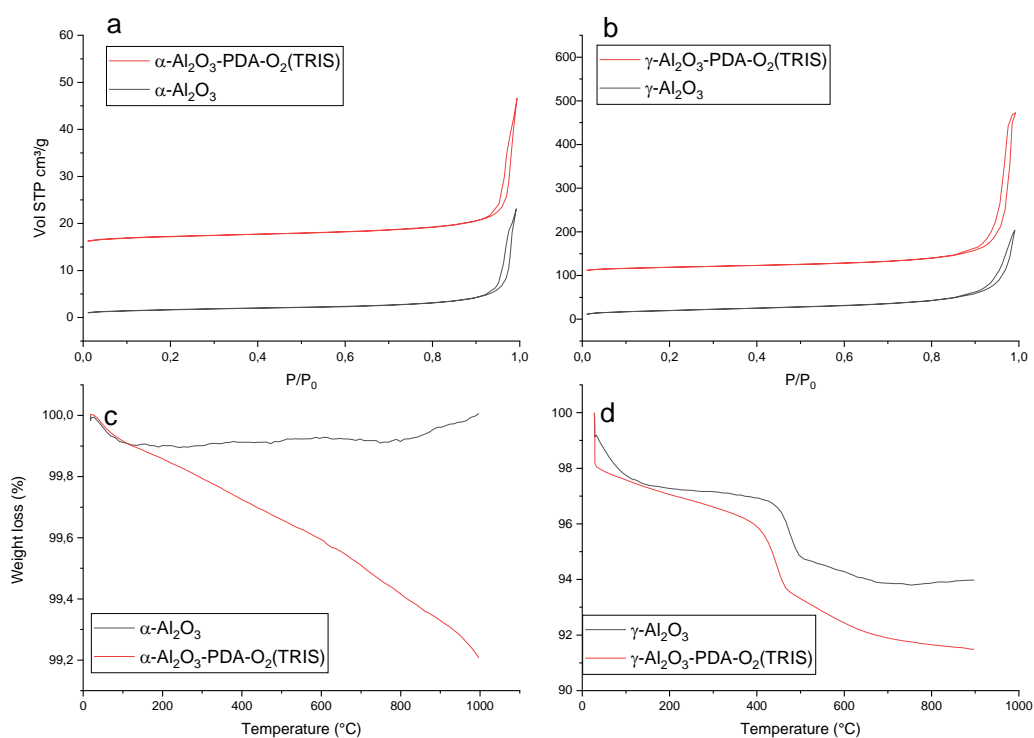 a
60
50
40
30
20
10
0
Vol STP cm³/g
α-Al₂O₃-PDA-O₂(TRIS)
α-Al₂O₃
0,0 0,2 0,4 0,6 0,8 1,0
P/P₀
b
600
500
400
300
200
100
0
γ-Al₂O₃-PDA-O₂(TRIS)
γ-Al₂O₃
0,0 0,2 0,4 0,6 0,8 1,0
P/P₀
c
100,0
99,8
99,6
99,4
99,2
Weight loss (%)
α-Al₂O₃
α-Al₂O₃-PDA-O₂(TRIS)
0 200 400 600 800 1000
Temperature (°C)
d
100
98
96
94
92
90
γ-Al₂O₃
γ-Al₂O₃-PDA-O₂(TRIS)
0 200 400 600 800 1000
Temperature (°C)